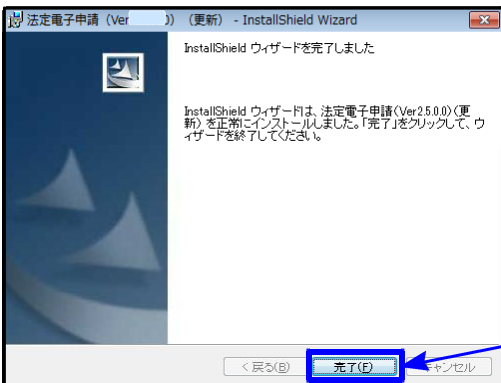 法定電子申請（Ver 0）（更新） - InstallShield Wizard
InstallShield ウィザードを完了しました
InstallShield ウィザードは、法定電子申請(Ver2.5.0.0)（更
新）を正常にインストールしました。「完了」をクリックして、ウ
ィザードを終了してください。
< 戻る(B)
完了(F)
キャンセル